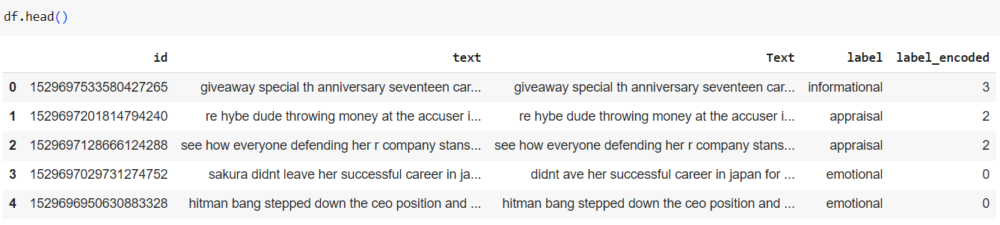 df.head()
id text Text label label_encoded
0 1529697533580427265 giveaway special th anniversary seventeen car... giveaway special th anniversary seventeen car... informational 3
1 1529697201814794240 re hybe dude throwing money at the accuser i... re hybe dude throwing money at the accuser i... appraisal 2
2 1529697128666124288 see how everyone defending her r company stans... see how everyone defending her r company stans... appraisal 2
3 1529697029731274752 sakura didnt leave her successful career in ja... didnt ave her successful career in japan for ... emotional 0
4 1529696950630883328 hitman bang stepped down the ceo position and ... hitman bang stepped down the ceo position and ... emotional 0